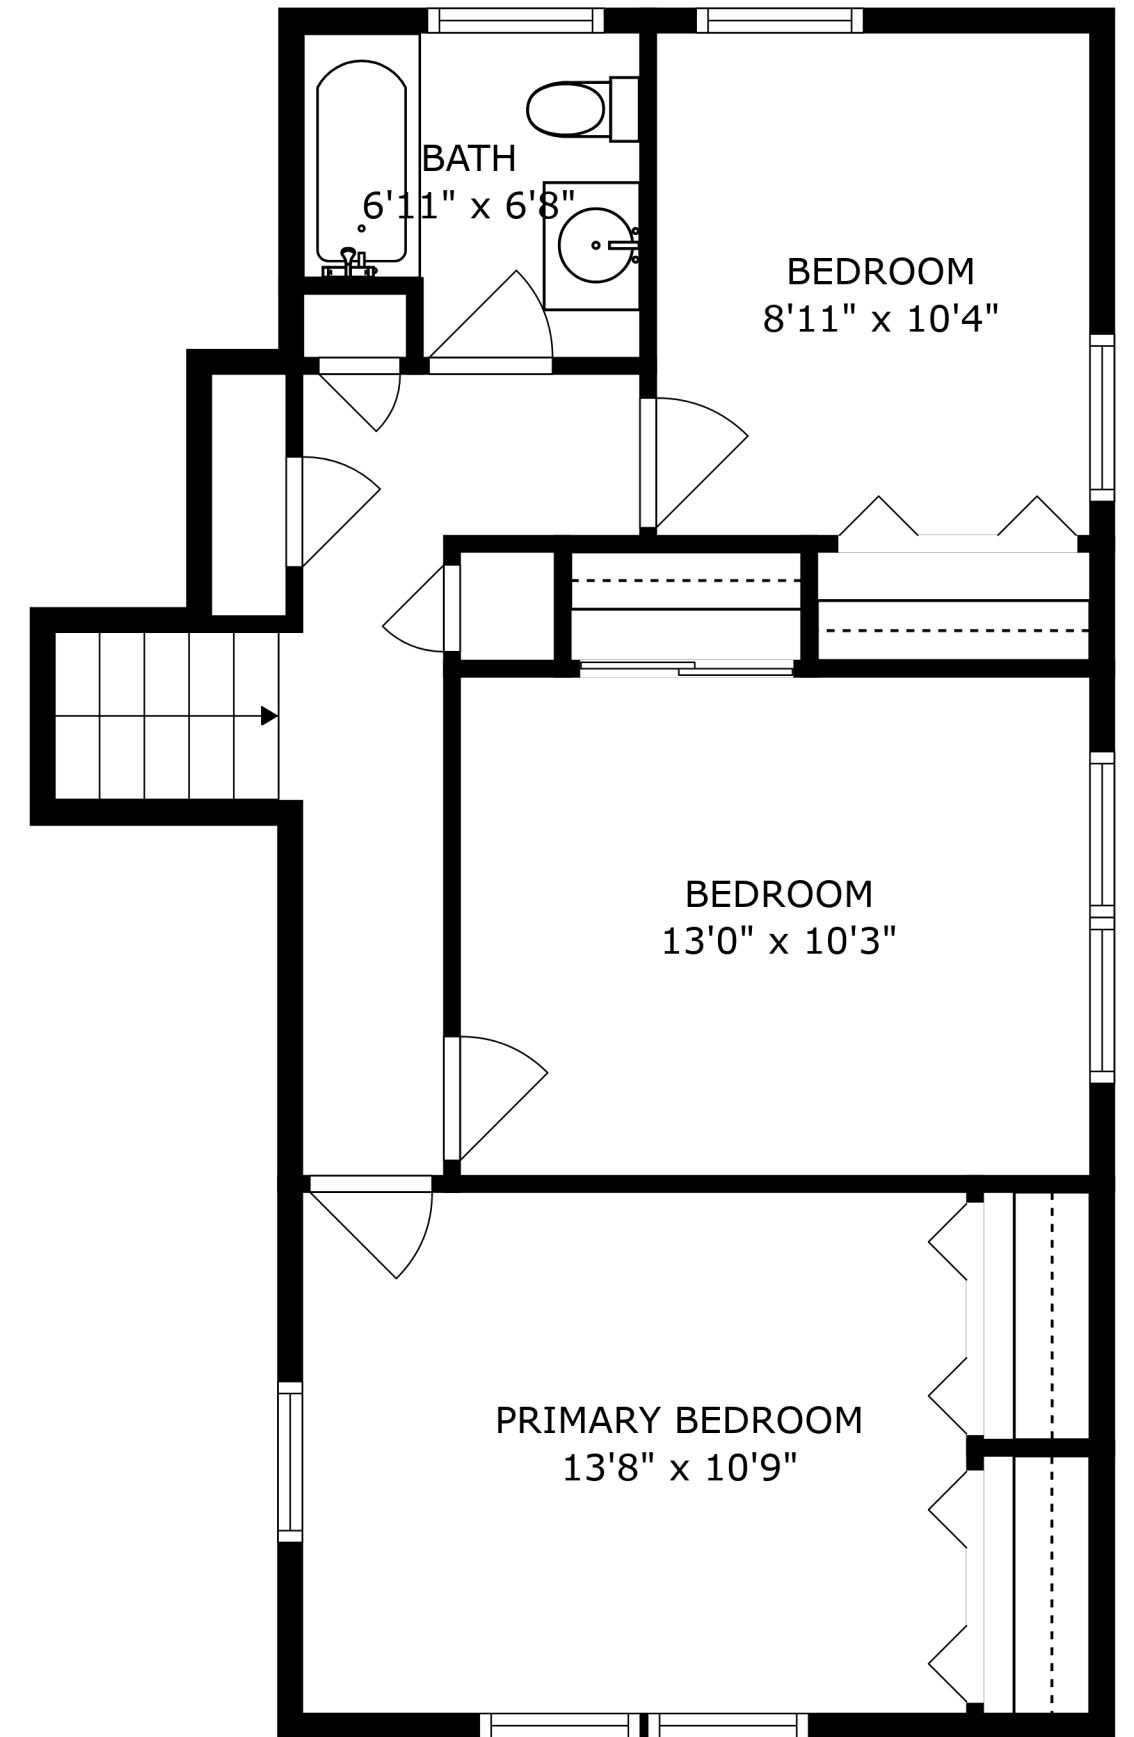 BATH
6'11" x 6'8"
BEDROOM
8'11" x 10'4"
BEDROOM
13'0" x 10'3"
PRIMARY BEDROOM
13'8" x 10'9"